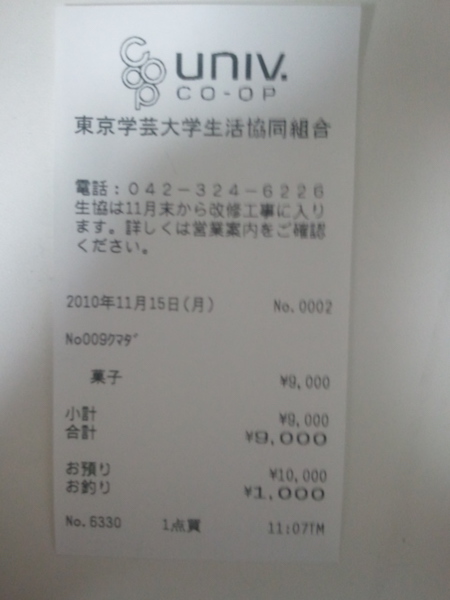 coop univ.
CO-OP
東京学芸大学生活協同組合
電話：042－324－6226
生協は11月末から改修工事に入り
ます。詳しくは営業案内をご確認
ください。
2010年11月15日(月) No.0002
No009ｸﾏﾀﾞ
菓子 ¥9,000
小計 ¥9,000
合計 ¥9,000
お預り ¥10,000
お釣り ¥1,000
No.6330 1点買 11:07TM